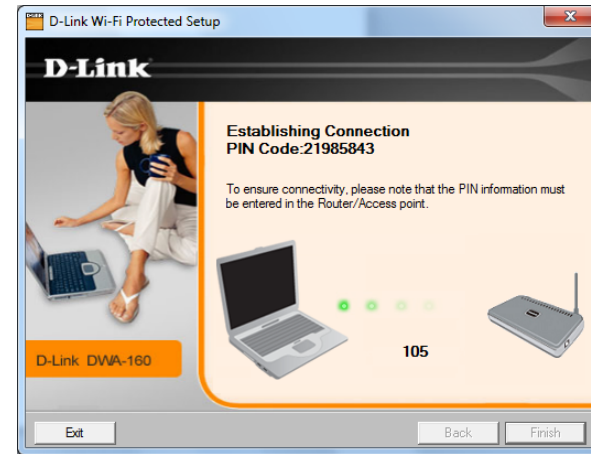 D-Link Wi-Fi Protected Setup
D-Link
Establishing Connection
PIN Code:21985843
To ensure connectivity, please note that the PIN information must
be entered in the Router/Access point.
105
D-Link DWA-160
Exit
Back
Finish